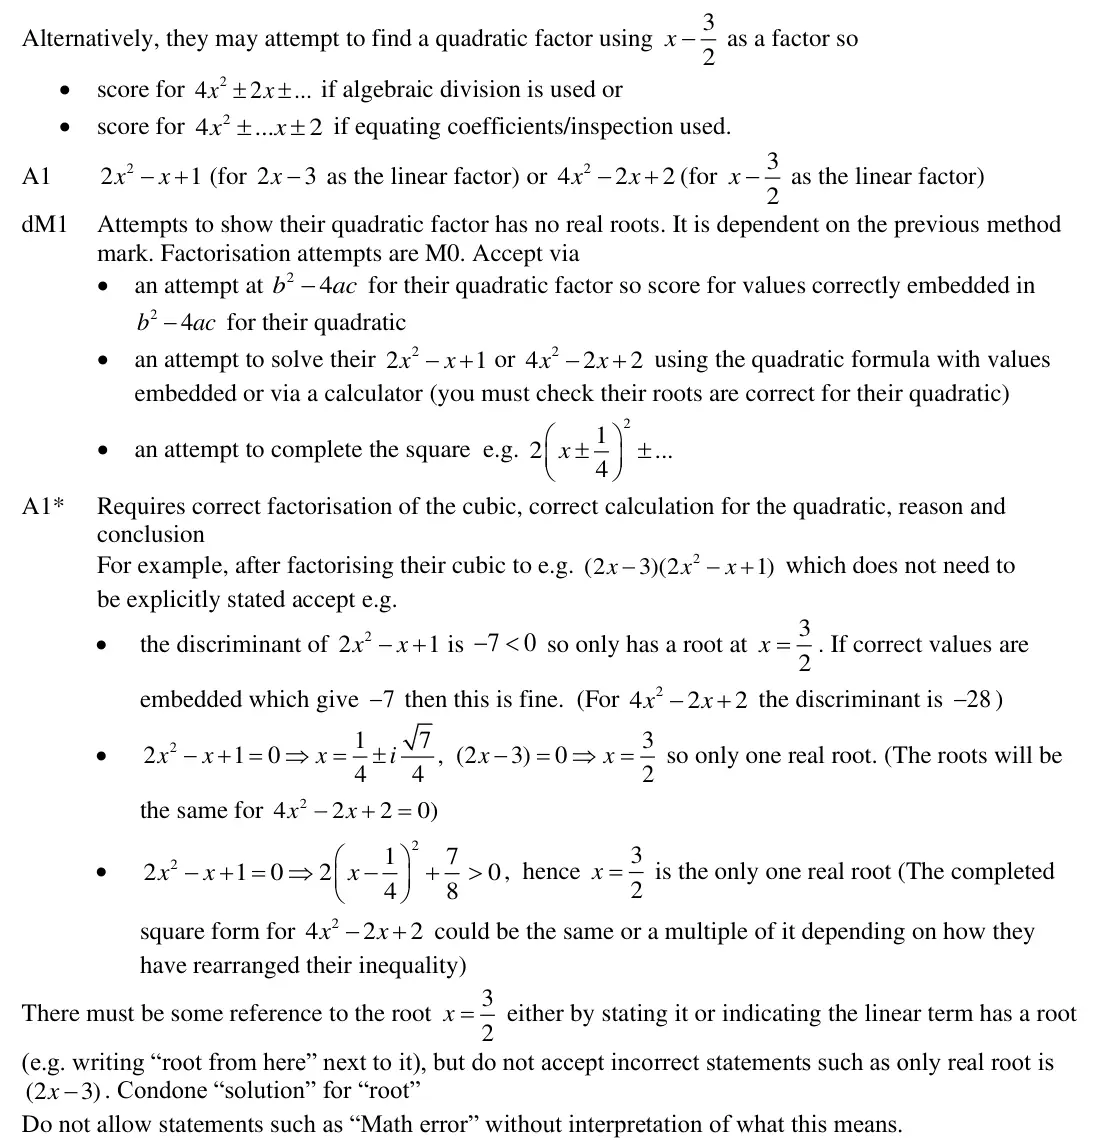 Alternatively, they may attempt to find a quadratic factor using x − 3/2 as a factor so
• score for 4x² ± 2x ± ... if algebraic division is used or
• score for 4x² ± ...x ± 2 if equating coefficients/inspection used.
A1 2x² − x + 1 (for 2x − 3 as the linear factor) or 4x² − 2x + 2 (for x − 3/2 as the linear factor)
dM1 Attempts to show their quadratic factor has no real roots. It is dependent on the previous method
mark. Factorisation attempts are M0. Accept via
• an attempt at b² − 4ac for their quadratic factor so score for values correctly embedded in
b² − 4ac for their quadratic
• an attempt to solve their 2x² − x + 1 or 4x² − 2x + 2 using the quadratic formula with values
embedded or via a calculator (you must check their roots are correct for their quadratic)
• an attempt to complete the square e.g. 2(x ± 1/4)² ± ...
A1* Requires correct factorisation of the cubic, correct calculation for the quadratic, reason and
conclusion
For example, after factorising their cubic to e.g. (2x − 3)(2x² − x + 1) which does not need to
be explicitly stated accept e.g.
• the discriminant of 2x² − x + 1 is −7 < 0 so only has a root at x = 3/2. If correct values are
embedded which give −7 then this is fine. (For 4x² − 2x + 2 the discriminant is −28)
• 2x² − x + 1 = 0 ⇒ x = 1/4 ± i √7/4, (2x − 3) = 0 ⇒ x = 3/2 so only one real root. (The roots will be
the same for 4x² − 2x + 2 = 0)
• 2x² − x + 1 = 0 ⇒ 2(x − 1/4)² + 7/8 > 0, hence x = 3/2 is the only one real root (The completed
square form for 4x² − 2x + 2 could be the same or a multiple of it depending on how they
have rearranged their inequality)
There must be some reference to the root x = 3/2 either by stating it or indicating the linear term has a root
(e.g. writing “root from here” next to it), but do not accept incorrect statements such as only real root is
(2x − 3). Condone “solution” for “root”
Do not allow statements such as “Math error” without interpretation of what this means.